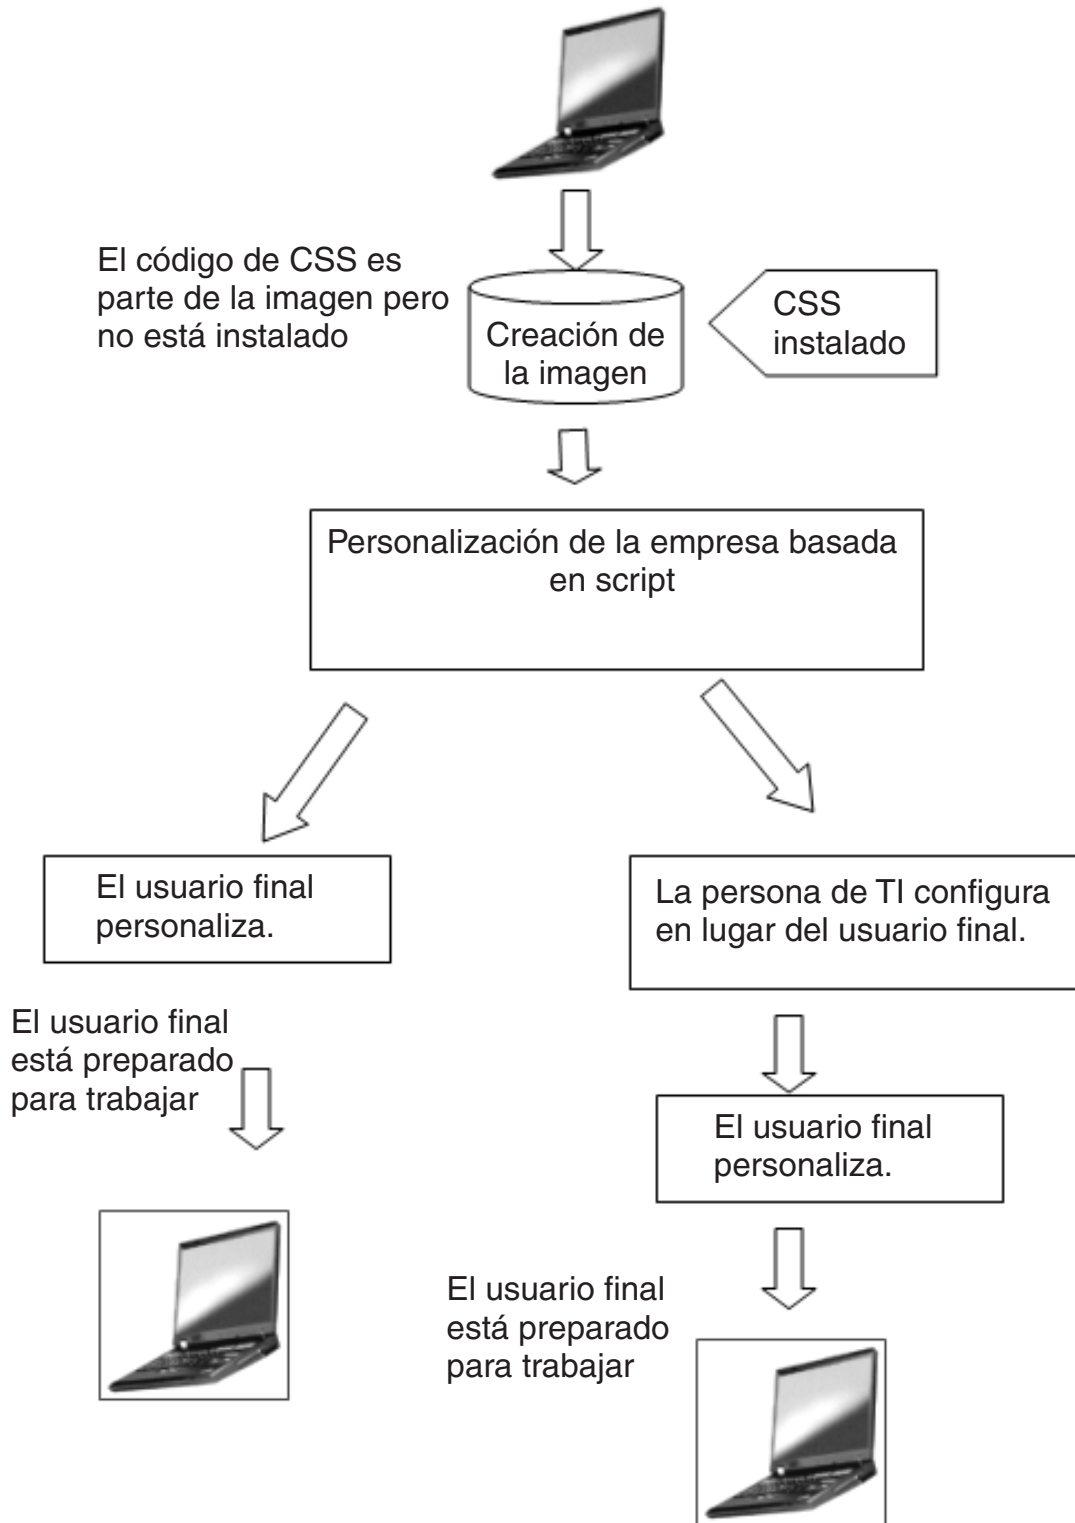 El código de CSS es
parte de la imagen pero
no está instalado
Creación de
la imagen
CSS
instalado
Personalización de la empresa basada
en script
El usuario final
personaliza.
La persona de TI configura
en lugar del usuario final.
El usuario final
está preparado
para trabajar
El usuario final
personaliza.
El usuario final
está preparado
para trabajar